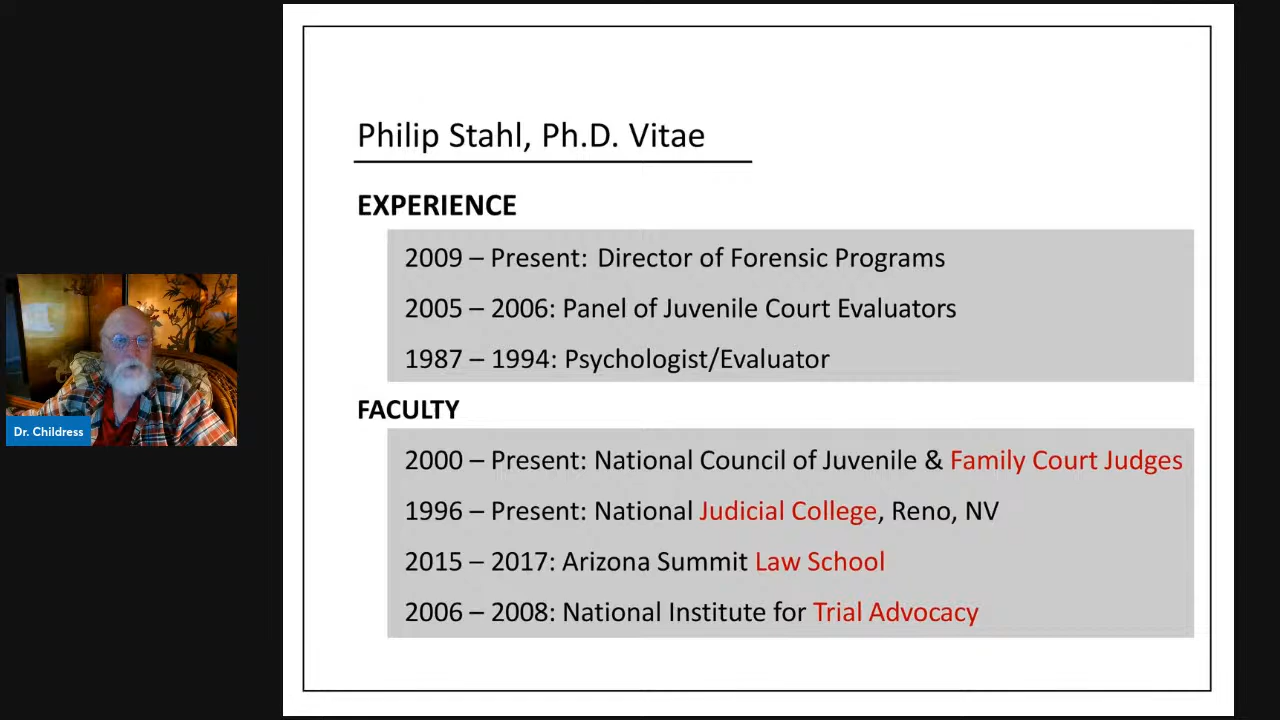 Philip Stahl, Ph.D. Vitae
EXPERIENCE
2009 – Present: Director of Forensic Programs
2005 – 2006: Panel of Juvenile Court Evaluators
1987 – 1994: Psychologist/Evaluator
FACULTY
2000 – Present: National Council of Juvenile & Family Court Judges
1996 – Present: National Judicial College, Reno, NV
2015 – 2017: Arizona Summit Law School
2006 – 2008: National Institute for Trial Advocacy
Dr. Childress